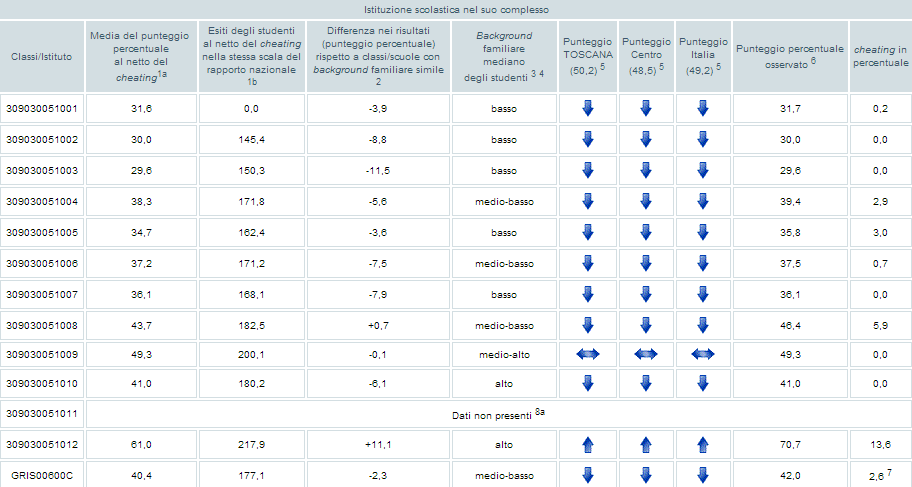 Istituzione scolastica nel suo complesso
Classi/Istituto
Media del punteggio
percentuale
al netto del
cheating1a
Esiti degli studenti
al netto del cheating
nella stessa scala del
rapporto nazionale
1b
Differenza nei risultati
(punteggio percentuale)
rispetto a classi/scuole con
background familiare simile
2
Background
familiare
mediano
degli studenti 3 4
Punteggio
TOSCANA
(50,2) 5
Punteggio
Centro
(48,5) 5
Punteggio
Italia
(49,2) 5
Punteggio percentuale
osservato 6
cheating in
percentuale
309030051001 31,6 0,0 -3,9 basso 31,7 0,2
309030051002 30,0 145,4 -8,8 basso 30,0 0,0
309030051003 29,6 150,3 -11,5 basso 29,6 0,0
309030051004 38,3 171,8 -5,6 medio-basso 39,4 2,9
309030051005 34,7 162,4 -3,6 basso 35,8 3,0
309030051006 37,2 171,2 -7,5 medio-basso 37,5 0,7
309030051007 36,1 168,1 -7,9 basso 36,1 0,0
309030051008 43,7 182,5 +0,7 medio-basso 46,4 5,9
309030051009 49,3 200,1 -0,1 medio-alto 49,3 0,0
309030051010 41,0 180,2 -6,1 alto 41,0 0,0
309030051011 Dati non presenti 8a
309030051012 61,0 217,9 +11,1 alto 70,7 13,6
GRIS00600C 40,4 177,1 -2,3 medio-basso 42,0 2,6 7